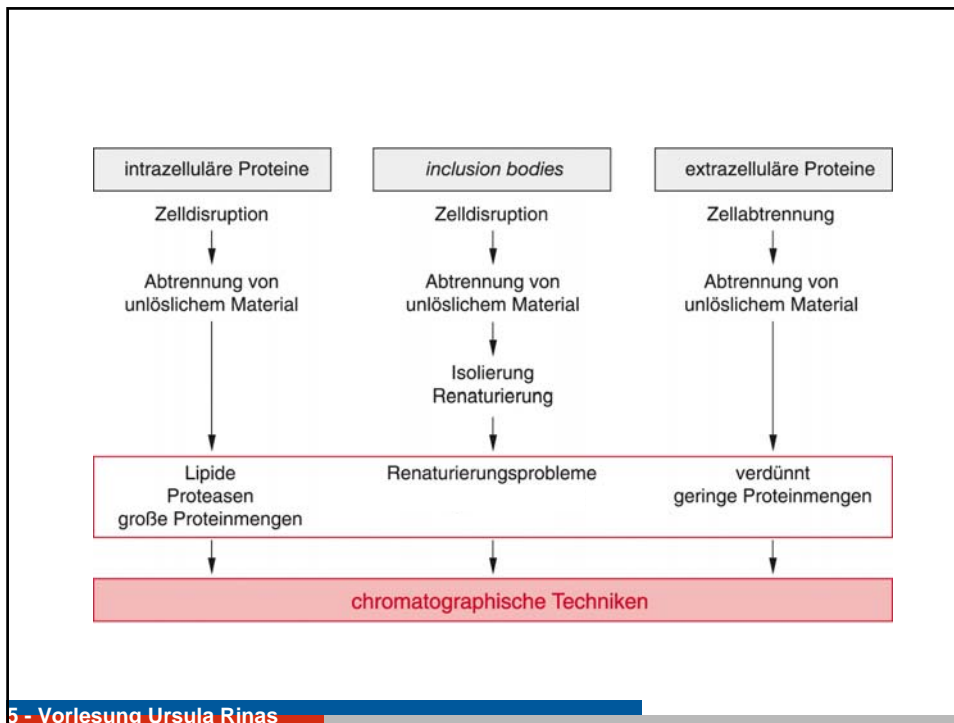 intrazelluläre Proteine
inclusion bodies
extrazelluläre Proteine
Zelldisruption
Zelldisruption
Zellabtrennung
Abtrennung von
unlöslichem Material
Abtrennung von
unlöslichem Material
Abtrennung von
unlöslichem Material
Isolierung
Renaturierung
Lipide
Proteasen
große Proteinmengen
Renaturierungsprobleme
verdünnt
geringe Proteinmengen
chromatographische Techniken
5 - Vorlesung Ursula Rinas